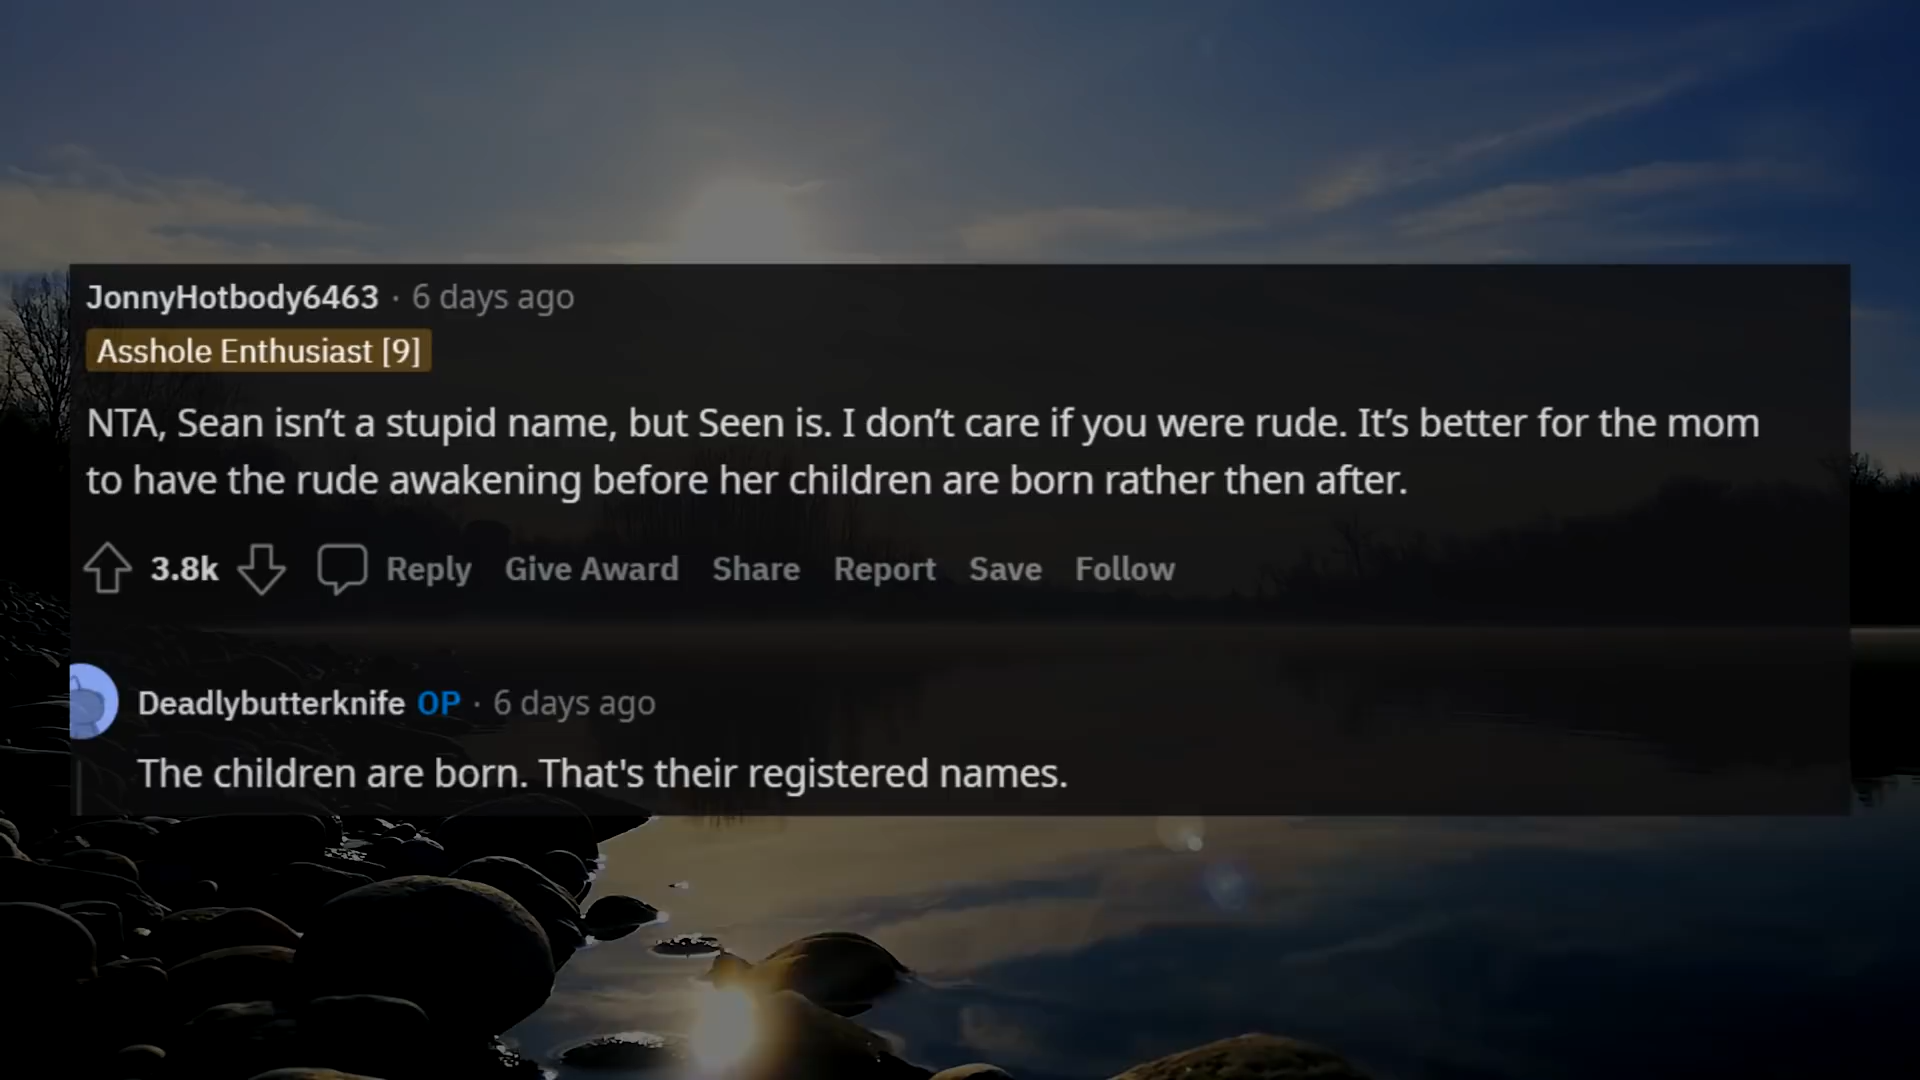 JonnyHotbody6463 · 6 days ago
Asshole Enthusiast [9]
NTA, Sean isn’t a stupid name, but Seen is. I don’t care if you were rude. It’s better for the mom
to have the rude awakening before her children are born rather then after.
3.8k Reply Give Award Share Report Save Follow
Deadlybutterknife OP · 6 days ago
The children are born. That's their registered names.